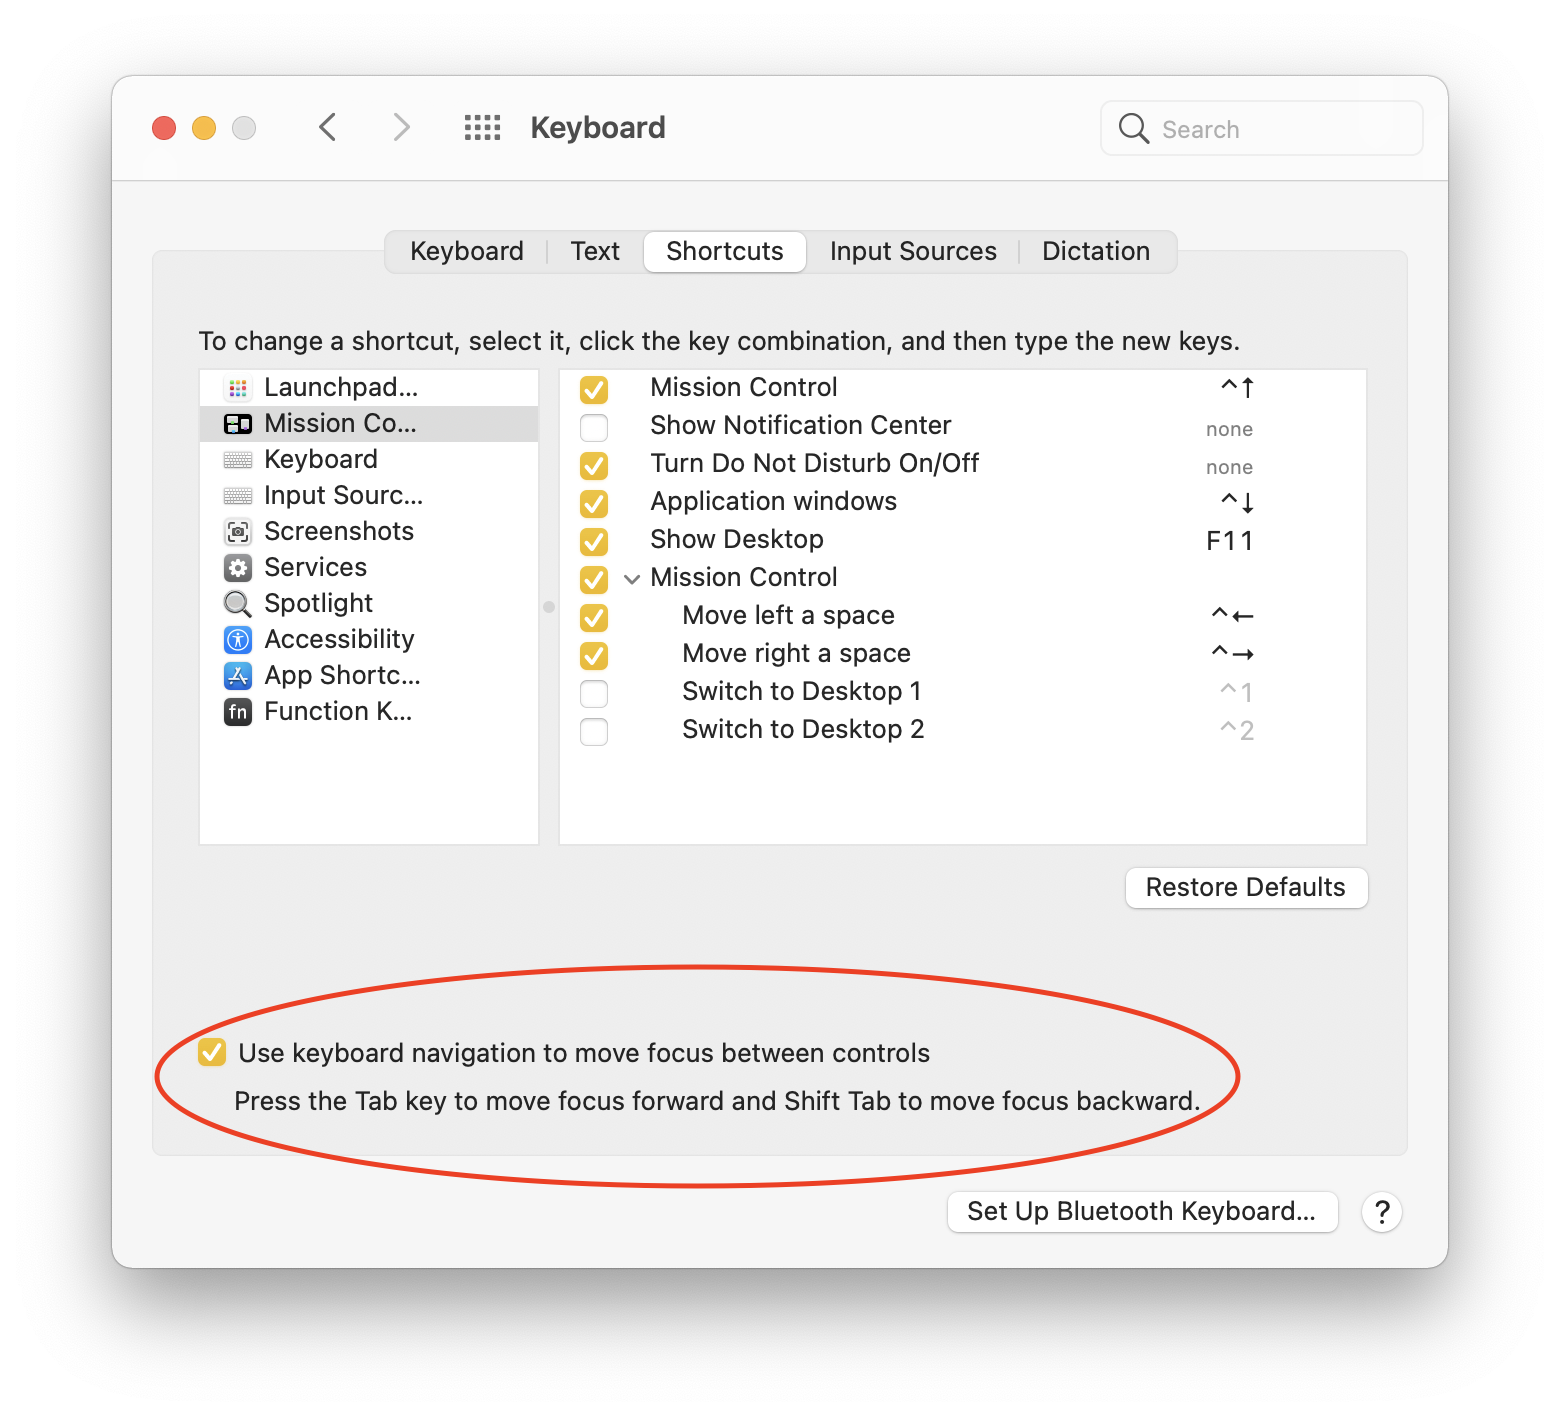 Keyboard
Search
Keyboard
Text
Shortcuts
Input Sources
Dictation
To change a shortcut, select it, click the key combination, and then type the new keys.
Launchpad...
Mission Co...
Keyboard
Input Sourc...
Screenshots
Services
Spotlight
Accessibility
App Shortc...
fn Function K...
Mission Control ^↑
Show Notification Center none
Turn Do Not Disturb On/Off none
Application windows ^↓
Show Desktop F11
Mission Control
Move left a space ^←
Move right a space ^→
Switch to Desktop 1 ^1
Switch to Desktop 2 ^2
Restore Defaults
Use keyboard navigation to move focus between controls
Press the Tab key to move focus forward and Shift Tab to move focus backward.
Set Up Bluetooth Keyboard... ?